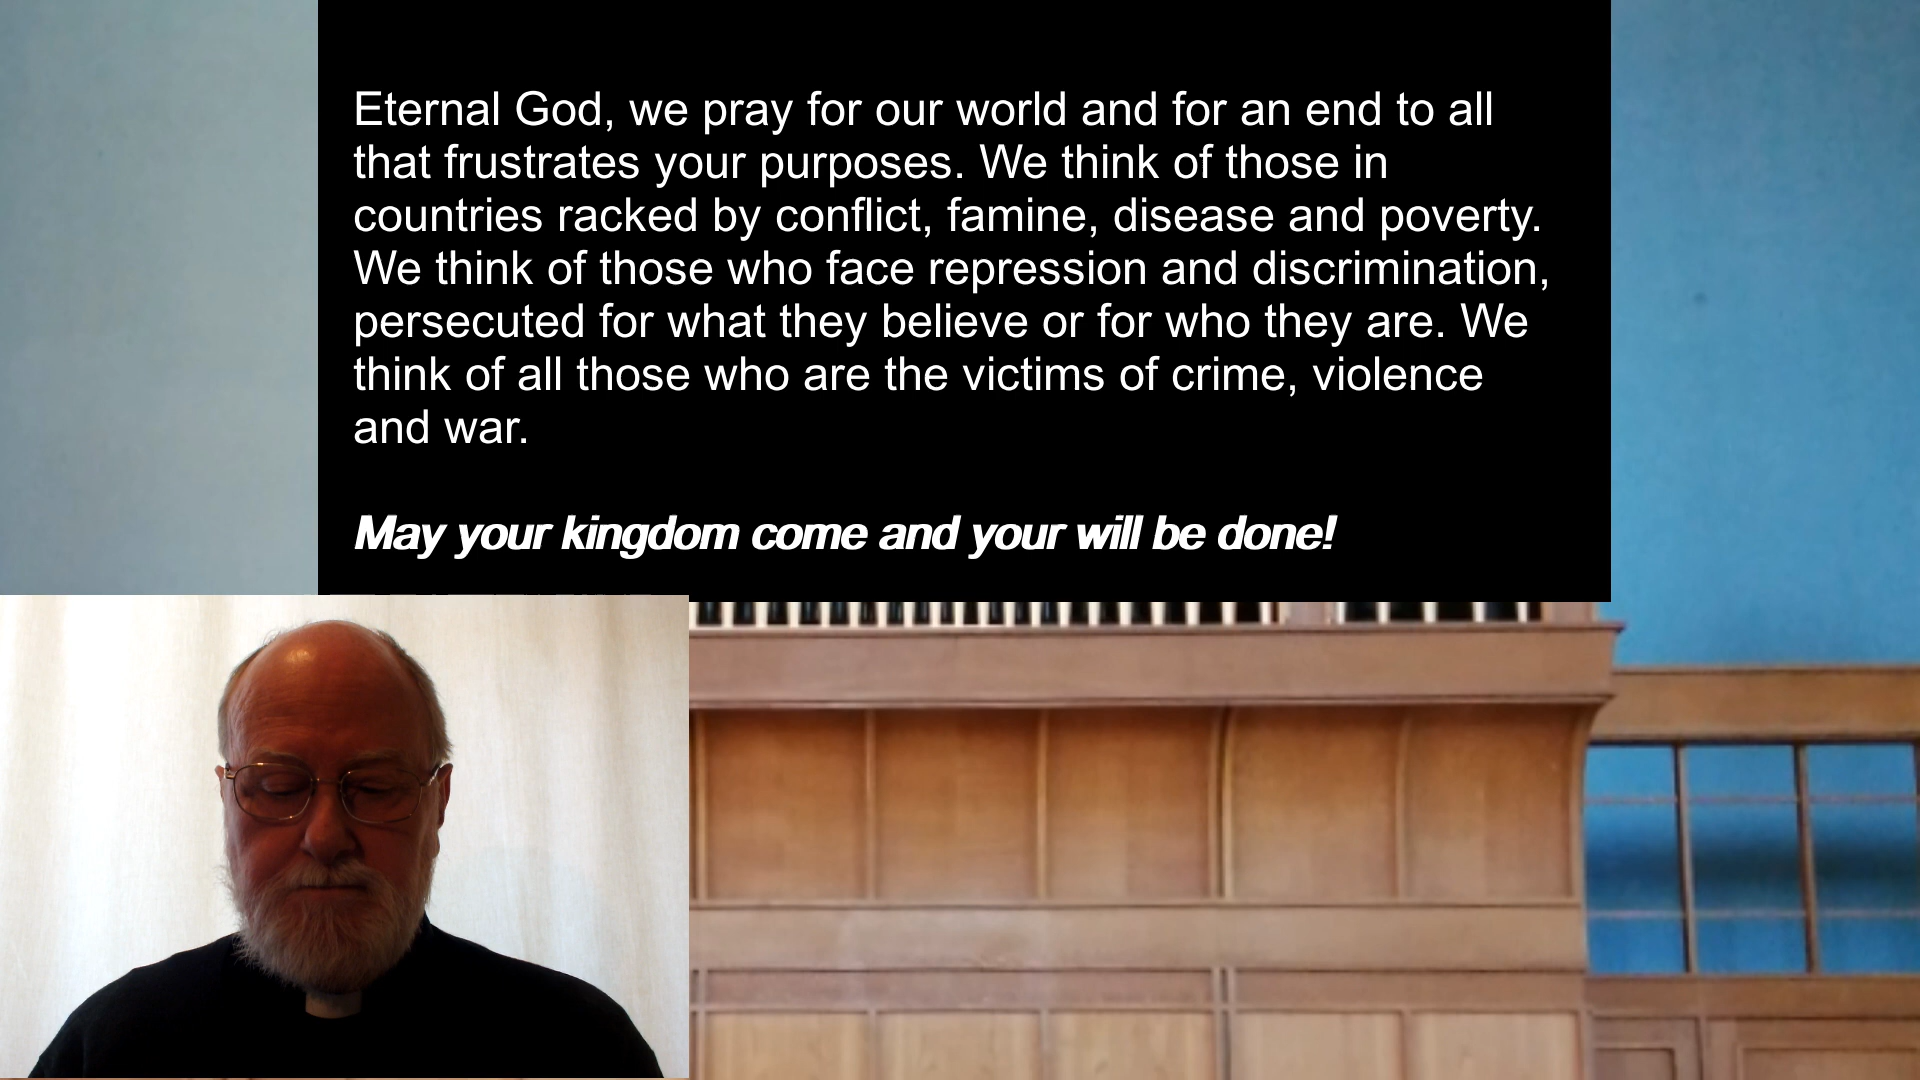 Eternal God, we pray for our world and for an end to all
that frustrates your purposes. We think of those in
countries racked by conflict, famine, disease and poverty.
We think of those who face repression and discrimination,
persecuted for what they believe or for who they are. We
think of all those who are the victims of crime, violence
and war.
May your kingdom come and your will be done!